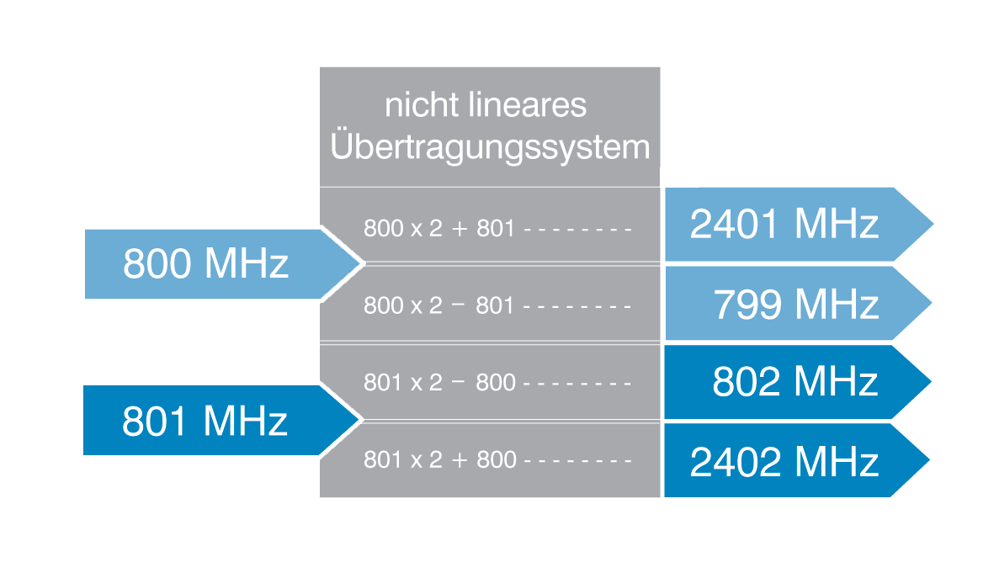 nicht lineares
Übertragungssystem
800 MHz
801 MHz
800 x 2 + 801 - - - - - - - -
2401 MHz
800 x 2 − 801 - - - - - - - -
799 MHz
801 x 2 − 800 - - - - - - - -
802 MHz
801 x 2 + 800 - - - - - - - -
2402 MHz